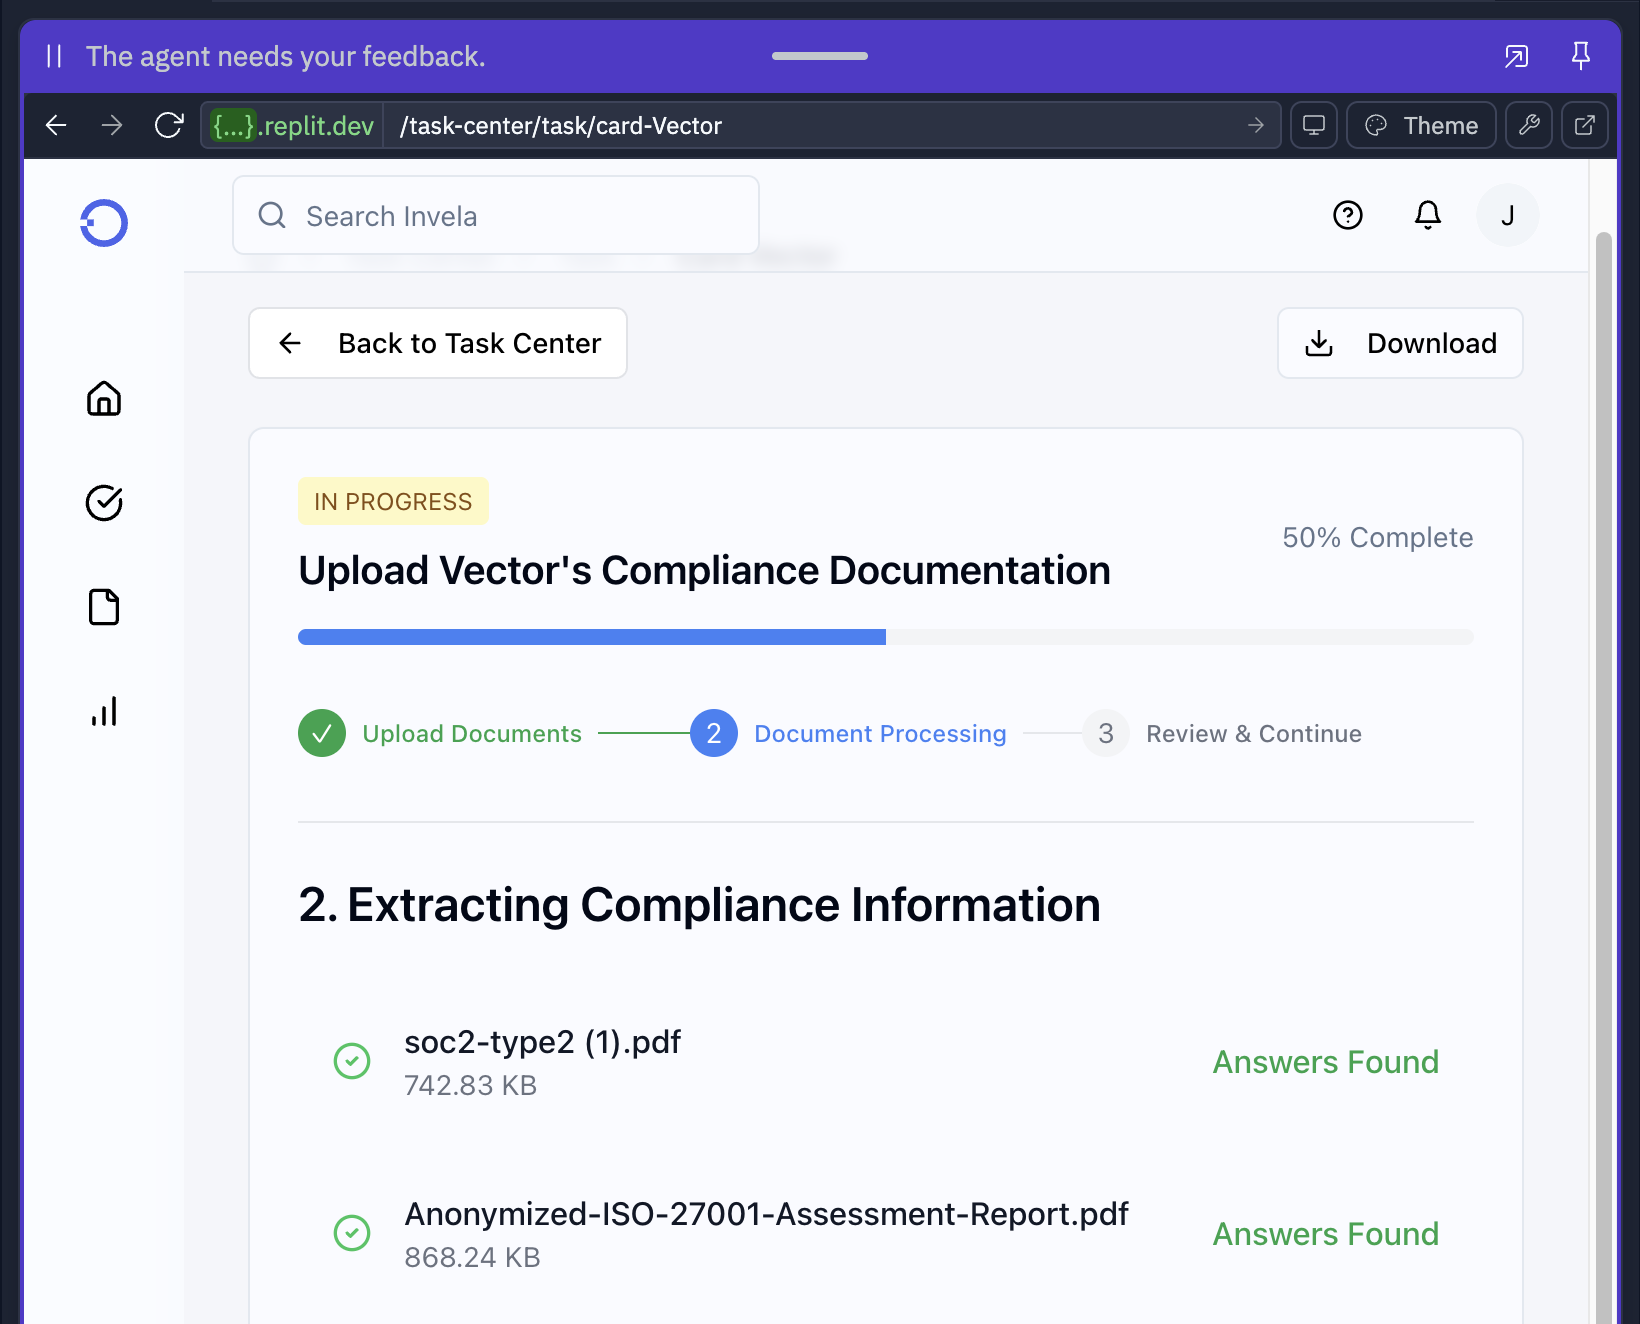 The agent needs your feedback.
{...}.replit.dev /task-center/task/card-Vector
Theme
Search Invela
J
Back to Task Center
Download
IN PROGRESS
50% Complete
Upload Vector's Compliance Documentation
Upload Documents
2 Document Processing
3 Review & Continue
2. Extracting Compliance Information
soc2-type2 (1).pdf
742.83 KB
Answers Found
Anonymized-ISO-27001-Assessment-Report.pdf
868.24 KB
Answers Found